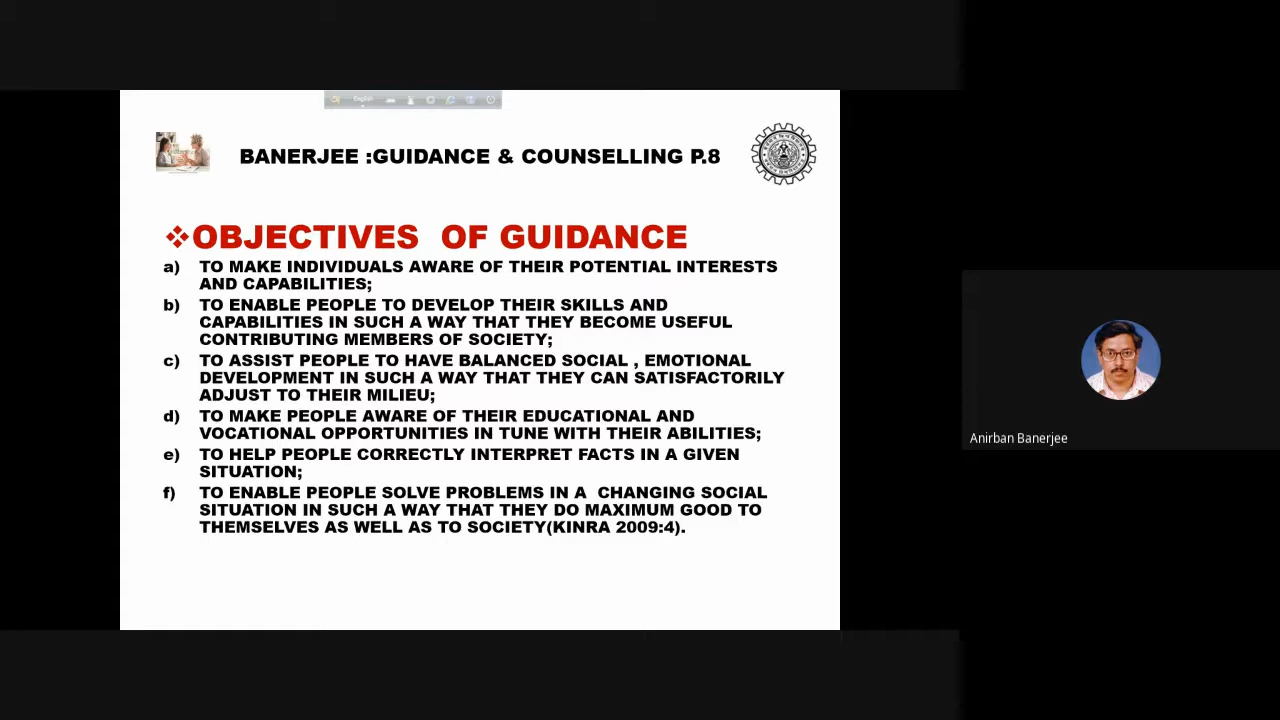 English
BANERJEE :GUIDANCE & COUNSELLING P.8
❖OBJECTIVES OF GUIDANCE
a) TO MAKE INDIVIDUALS AWARE OF THEIR POTENTIAL INTERESTS
AND CAPABILITIES;
b) TO ENABLE PEOPLE TO DEVELOP THEIR SKILLS AND
CAPABILITIES IN SUCH A WAY THAT THEY BECOME USEFUL
CONTRIBUTING MEMBERS OF SOCIETY;
c) TO ASSIST PEOPLE TO HAVE BALANCED SOCIAL , EMOTIONAL
DEVELOPMENT IN SUCH A WAY THAT THEY CAN SATISFACTORILY
ADJUST TO THEIR MILIEU;
d) TO MAKE PEOPLE AWARE OF THEIR EDUCATIONAL AND
VOCATIONAL OPPORTUNITIES IN TUNE WITH THEIR ABILITIES;
e) TO HELP PEOPLE CORRECTLY INTERPRET FACTS IN A GIVEN
SITUATION;
f) TO ENABLE PEOPLE SOLVE PROBLEMS IN A CHANGING SOCIAL
SITUATION IN SUCH A WAY THAT THEY DO MAXIMUM GOOD TO
THEMSELVES AS WELL AS TO SOCIETY(KINRA 2009:4).
Anirban Banerjee